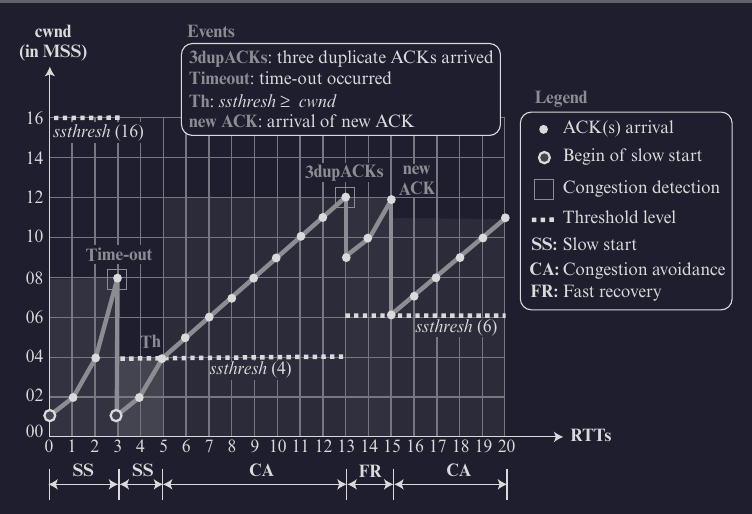 cwnd
(in MSS)
Events
3dupACKs: three duplicate ACKs arrived
Timeout: time-out occurred
Th: ssthresh ≥ cwnd
new ACK: arrival of new ACK
Legend
ACK(s) arrival
Begin of slow start
Congestion detection
Threshold level
SS: Slow start
CA: Congestion avoidance
FR: Fast recovery
16
ssthresh (16)
14
3dupACKs
new
ACK
12
10
Time-out
08
06
ssthresh (6)
Th
04
ssthresh (4)
02
00
0 1 2 3 4 5 6 7 8 9 10 11 12 13 14 15 16 17 18 19 20
RTTs
SS SS CA FR CA